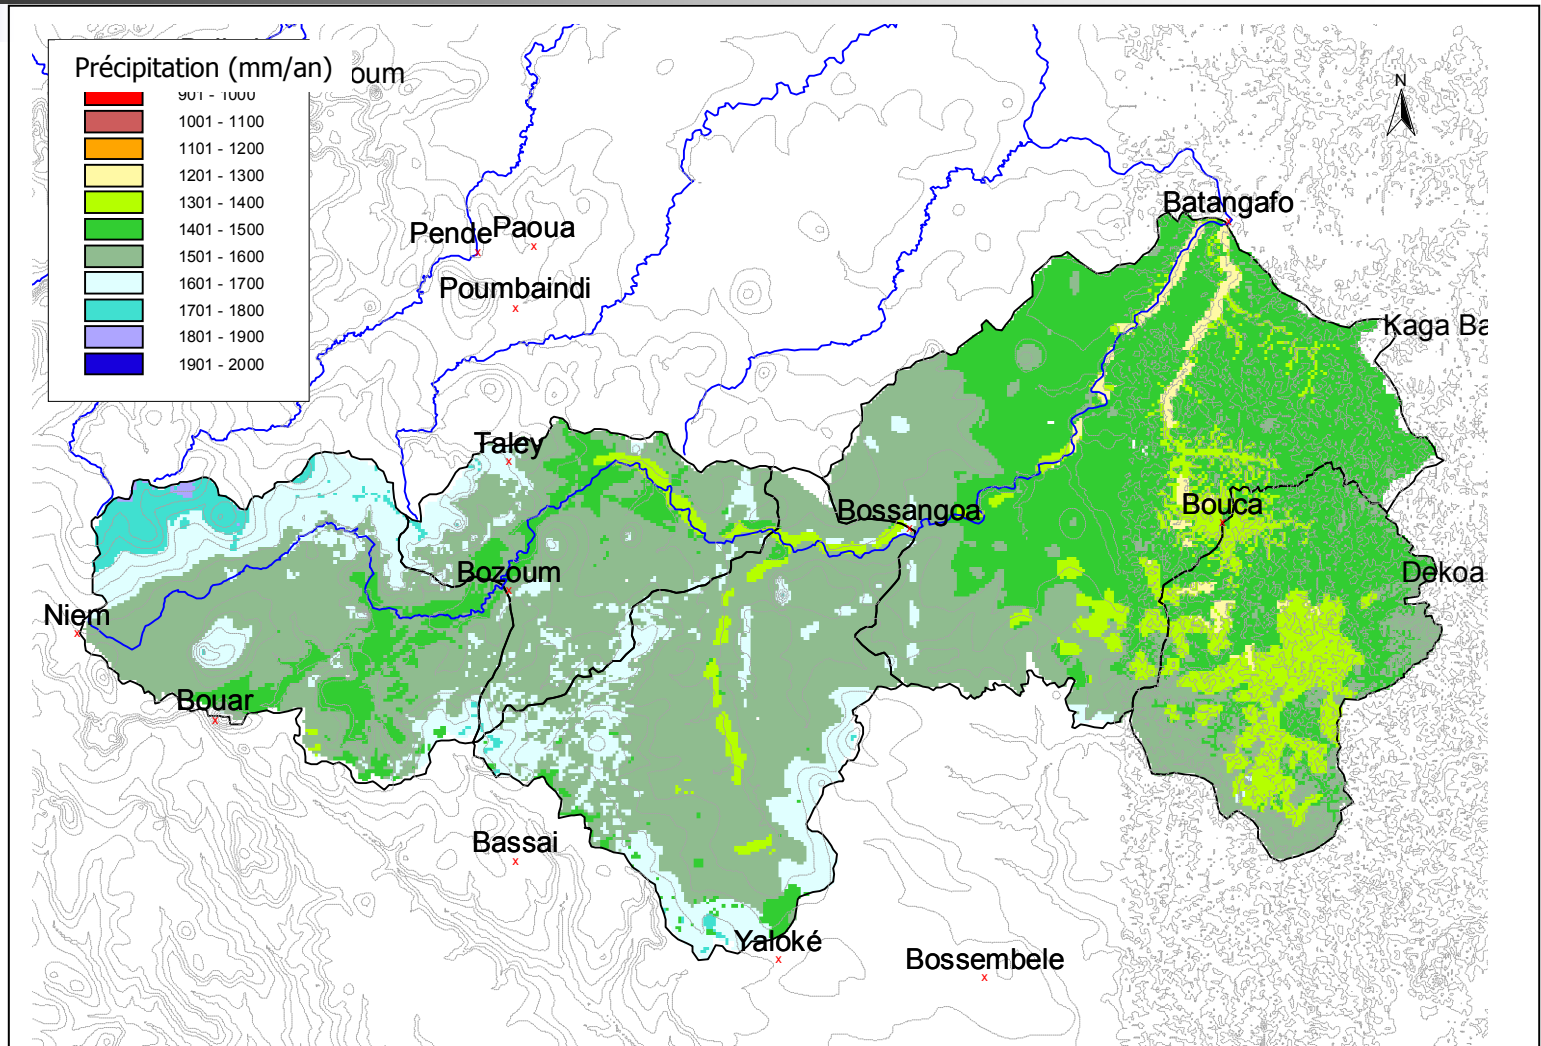 Précipitation (mm/an)
oum
901 - 1000
1001 - 1100
1101 - 1200
1201 - 1300
1301 - 1400
1401 - 1500
1501 - 1600
1601 - 1700
1701 - 1800
1801 - 1900
1901 - 2000
N
Batangafo
Pende
Paoua
Poumbaindi
Kaga Ba
Taley
Bossangoa
Bouca
Bozoum
Dekoa
Niem
Bouar
Bassai
Yaloké
Bossembele